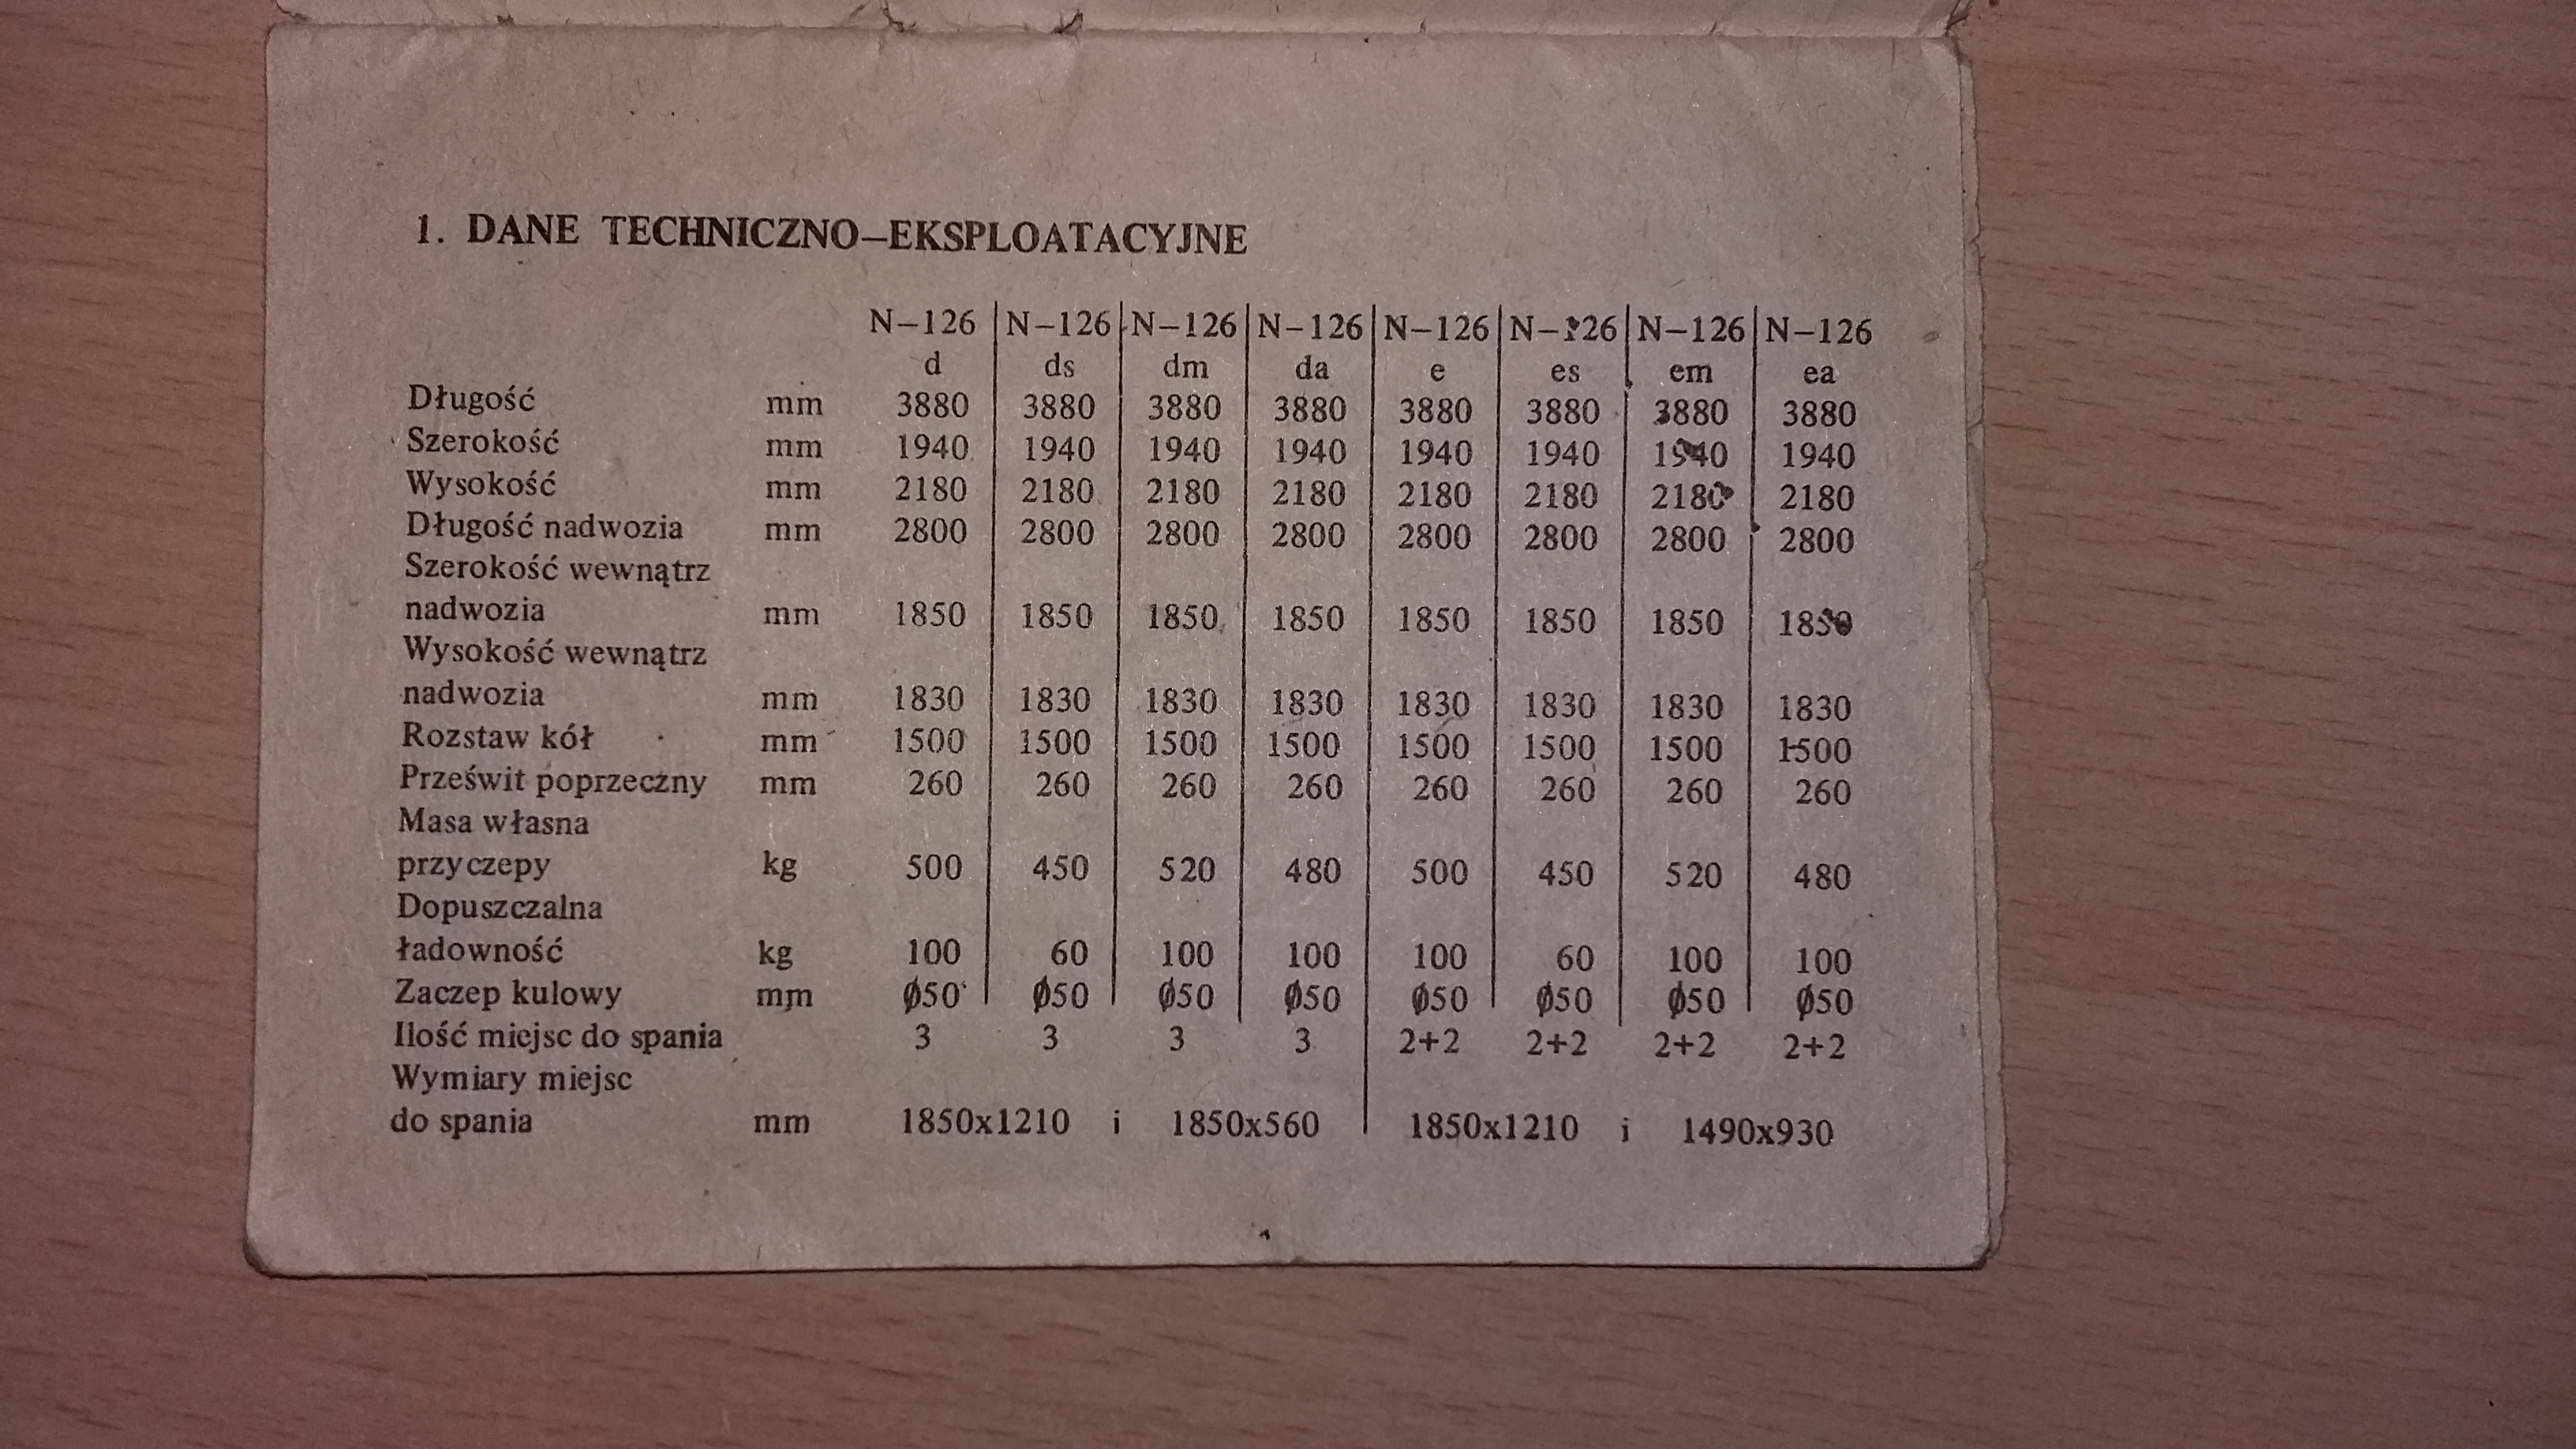 1. DANE TECHNICZNO–EKSPLOATACYJNE
N–126 N–126 N–126 N–126 N–126 N–126 N–126 N–126
d ds dm da e es em ea
Długość mm 3880 3880 3880 3880 3880 3880 3880 3880
Szerokość mm 1940 1940 1940 1940 1940 1940 1940 1940
Wysokość mm 2180 2180 2180 2180 2180 2180 2180 2180
Długość nadwozia mm 2800 2800 2800 2800 2800 2800 2800 2800
Szerokość wewnątrz
nadwozia mm 1850 1850 1850 1850 1850 1850 1850 1850
Wysokość wewnątrz
nadwozia mm 1830 1830 1830 1830 1830 1830 1830 1830
Rozstaw kół mm 1500 1500 1500 1500 1500 1500 1500 1500
Prześwit poprzeczny mm 260 260 260 260 260 260 260 260
Masa własna
przyczepy kg 500 450 520 480 500 450 520 480
Dopuszczalna
ładowność kg 100 60 100 100 100 60 100 100
Zaczep kulowy mm ϕ50 ϕ50 ϕ50 ϕ50 ϕ50 ϕ50 ϕ50 ϕ50
Ilość miejsc do spania 3 3 3 3 2+2 2+2 2+2 2+2
Wymiary miejsc
do spania mm 1850x1210 i 1850x560 1850x1210 i 1490x930